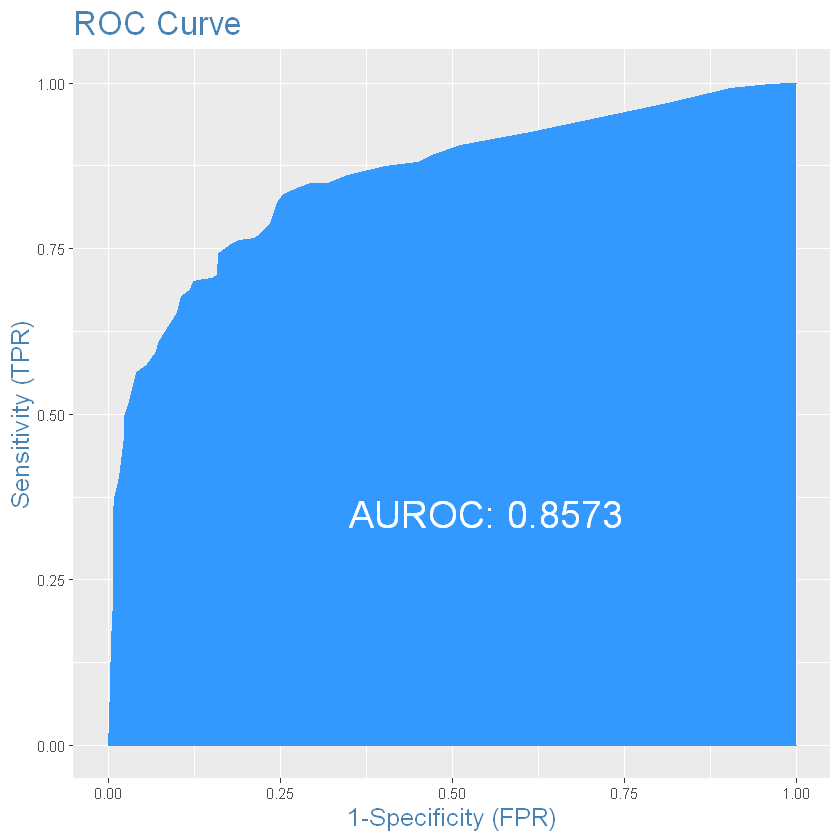 ROC Curve
1.00
0.75
0.50
0.25
0.00
Sensitivity (TPR)
AUROC: 0.8573
0.00 0.25 0.50 0.75 1.00
1-Specificity (FPR)